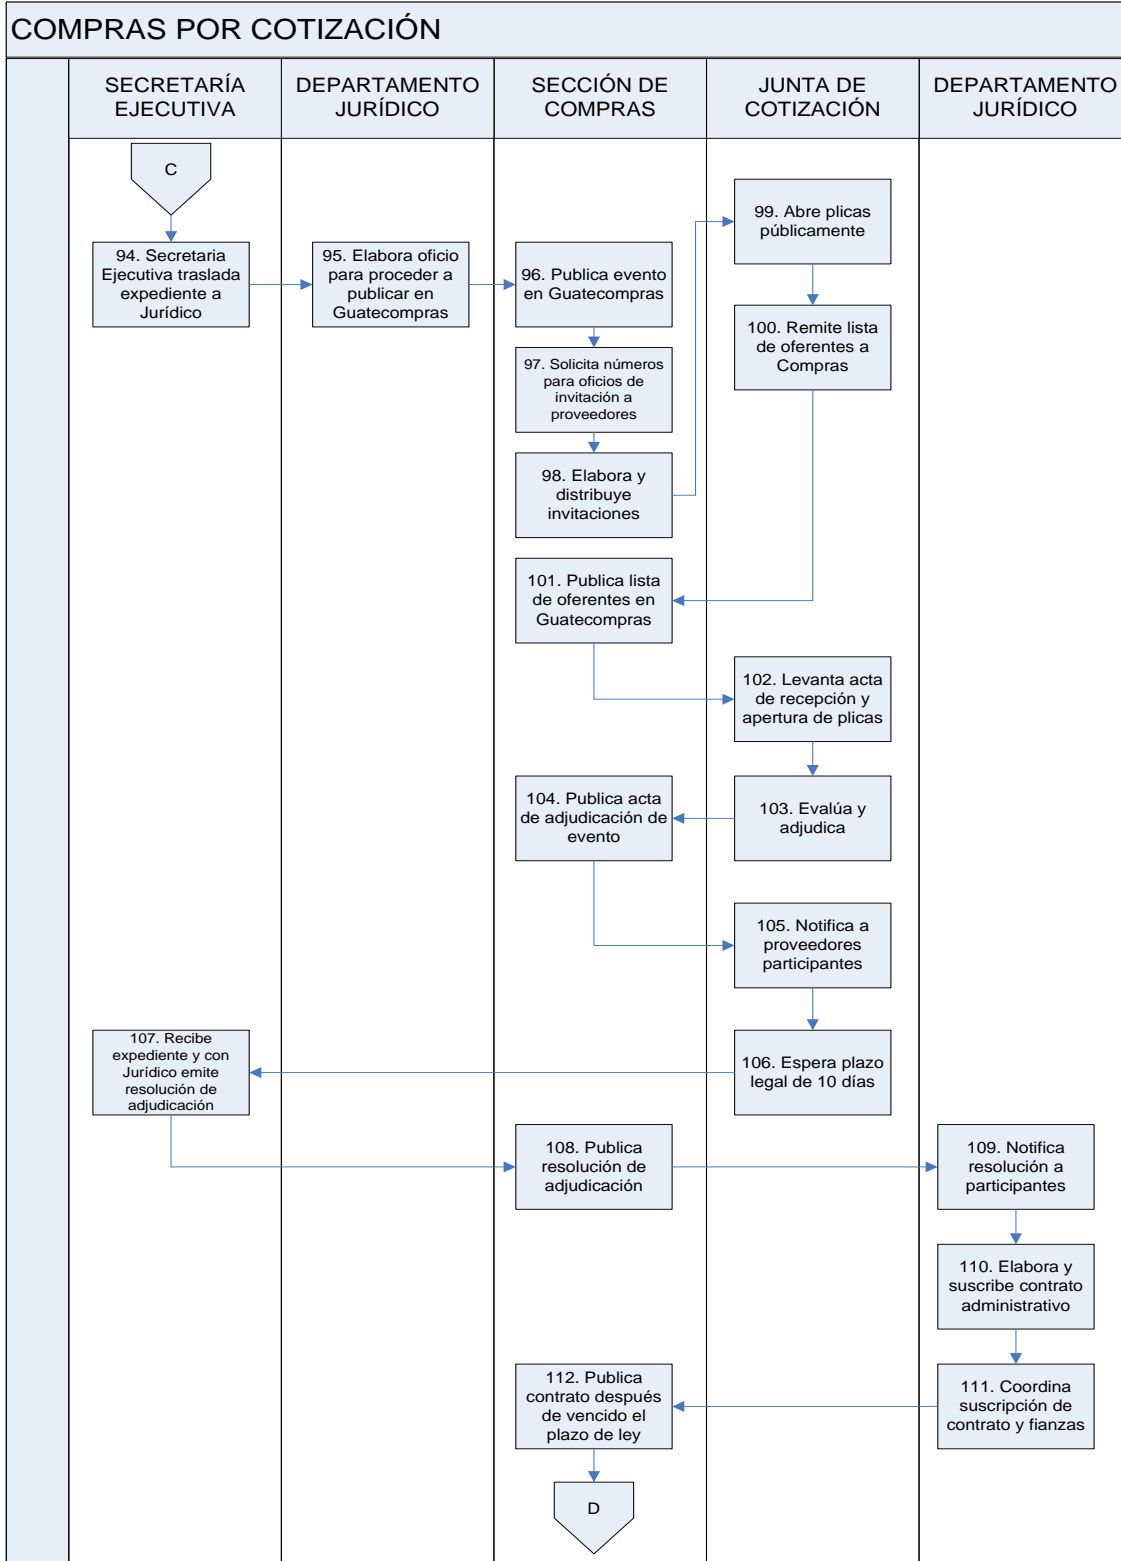 COMPRAS POR COTIZACIÓN
SECRETARÍA
EJECUTIVA
DEPARTAMENTO
JURÍDICO
SECCIÓN DE
COMPRAS
JUNTA DE
COTIZACIÓN
DEPARTAMENTO
JURÍDICO
C
94. Secretaria
Ejecutiva traslada
expediente a
Jurídico
95. Elabora oficio
para proceder a
publicar en
Guatecompras
96. Publica evento
en Guatecompras
97. Solicita números
para oficios de
invitación a
proveedores
98. Elabora y
distribuye
invitaciones
99. Abre plicas
públicamente
100. Remite lista
de oferentes a
Compras
101. Publica lista
de oferentes en
Guatecompras
102. Levanta acta
de recepción y
apertura de plicas
103. Evalúa y
adjudica
104. Publica acta
de adjudicación de
evento
105. Notifica a
proveedores
participantes
106. Espera plazo
legal de 10 días
107. Recibe
expediente y con
Jurídico emite
resolución de
adjudicación
108. Publica
resolución de
adjudicación
109. Notifica
resolución a
participantes
110. Elabora y
suscribe contrato
administrativo
111. Coordina
suscripción de
contrato y fianzas
112. Publica
contrato después
de vencido el
plazo de ley
D